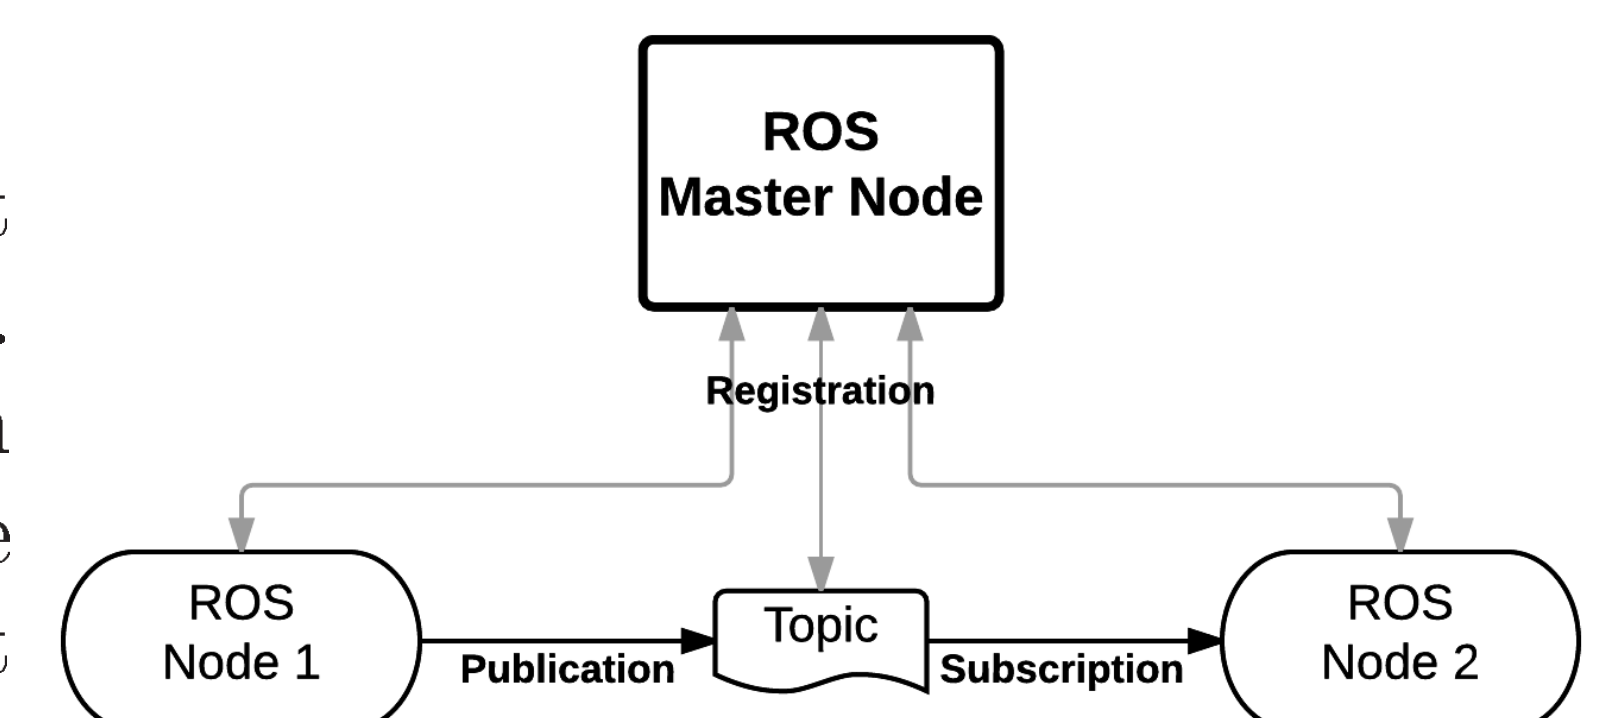 ROS
Master Node
Registration
ROS
Node 1
Publication
Topic
Subscription
ROS
Node 2